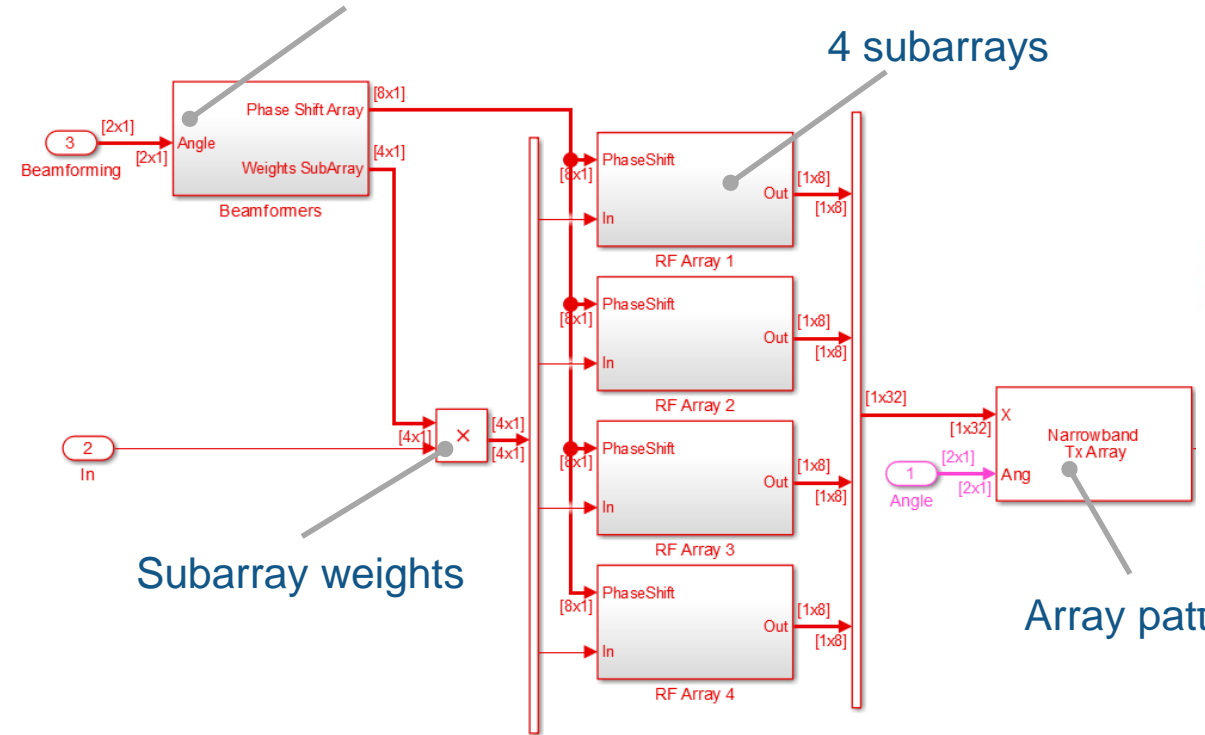 4 subarrays
[8x1]
Phase Shift Array
[2x1]
3
Angle
[2x1]
Beamforming
[4x1]
Weights SubArray
Beamformers
PhaseShift
[8x1]
[1x8]
Out
[1x8]
In
RF Array 1
PhaseShift
[8x1]
[1x8]
Out
[1x8]
In
RF Array 2
[1x32]
[1x32]
X
Narrowband
Tx Array
[2x1]
1
[2x1]
Ang
Angle
2
In
[4x1]
×
[4x1]
[4x1]
PhaseShift
[8x1]
[1x8]
Out
[1x8]
In
RF Array 3
Subarray weights
PhaseShift
[8x1]
[1x8]
Out
[1x8]
In
RF Array 4
Array